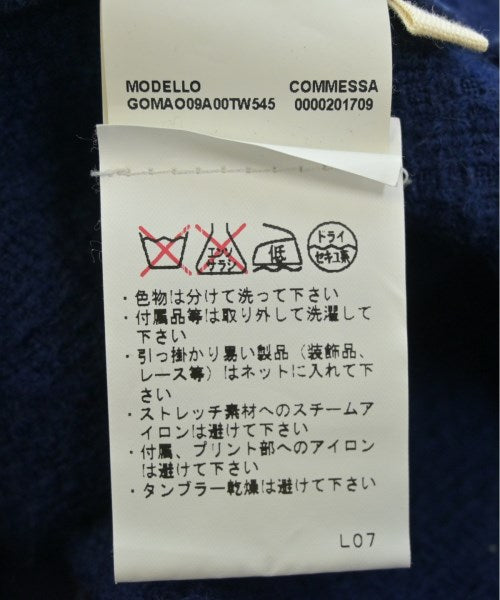 MODELLO COMMESSA
GOMAO09A00TW545 0000201709
エンソ
サラシ
低
ドライ
セキユ系
・色物は分けて洗って下さい
・付属品等は取り外して洗濯して
下さい
・引っ掛かり易い製品（装飾品、
レース等）はネットに入れて下
さい
・ストレッチ素材へのスチームア
イロンは避けて下さい
・付属、プリント部へのアイロン
は避けて下さい
・タンブラー乾燥は避けて下さい
L07